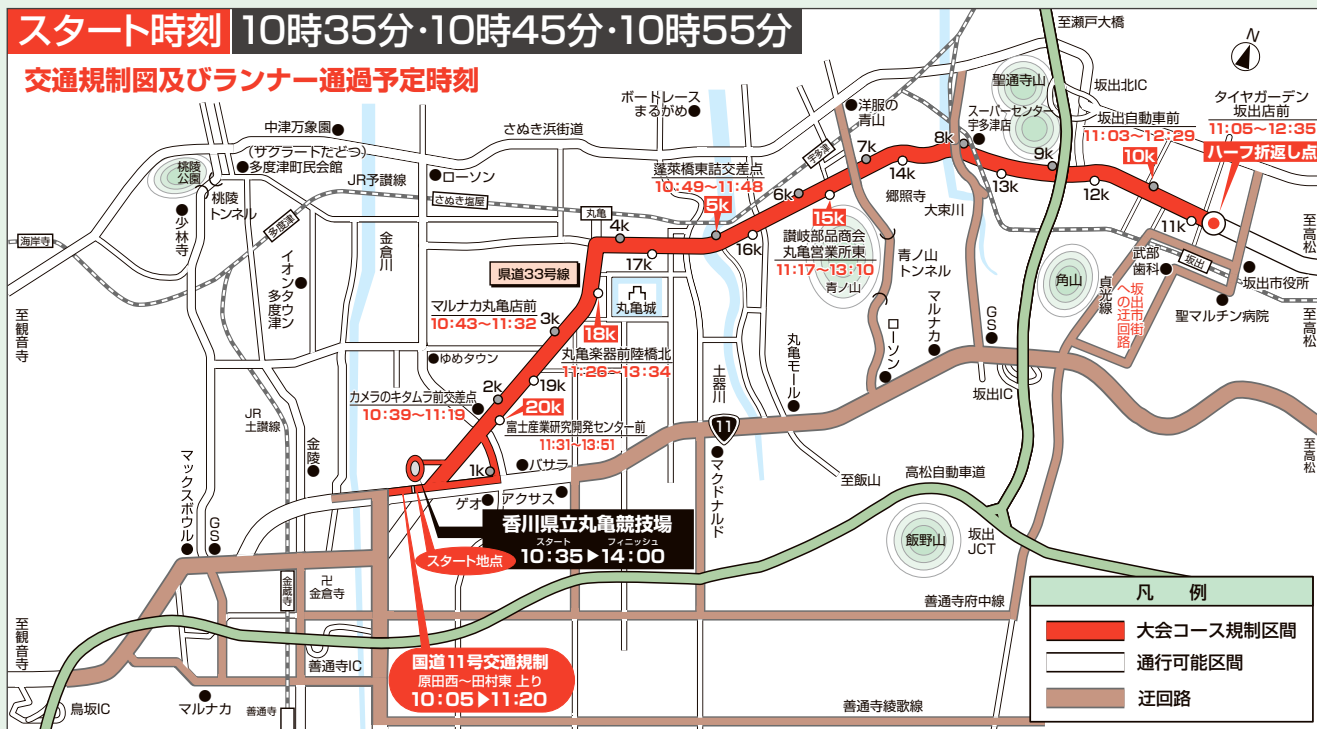 スタート時刻 10時35分・10時45分・10時55分
交通規制図及びランナー通過予定時刻
至瀬戸大橋
N
聖通寺山
坂出北IC
タイヤガーデン
坂出店前
11:05~12:35
ハーフ折返し点
坂出自動車前
11:03~12:29
10k
スーパーセンター
宇多津店
洋服の
青山
ボートレース
まるがめ
さぬき浜街道
中津万象園
(サクラートたどつ)
多度津町民会館
桃陵
公園
桃陵
トンネル
JR予讃線
ローソン
さぬき塩屋
丸亀
宇多津
蓬莱橋東詰交差点
10:49~11:48
5k
4k
17k
16k
6k
7k
14k
8k
13k
9k
12k
11k
15k
讃岐部品商会
丸亀営業所東
11:17~13:10
青ノ山
郷照寺
大束川
青ノ山
トンネル
角山
貞光線
坂出市街
への迂回路
武部
歯科
坂出
坂出市役所
聖マルチン病院
至高松
至高松
至高松
海岸寺
少林寺
多度津
イオンタウン
多度津
金倉川
県道33号線
丸亀城
マルナカ丸亀店前
10:43~11:32
3k
18k
丸亀楽器前陸橋北
11:26~13:34
至観音寺
ゆめタウン
2k
19k
カメラのキタムラ前交差点
10:39~11:19
20k
富士産業研究開発センター前
11:31~13:51
土器川
丸亀モール
ローソン
マルナカ
GS
坂出IC
11
JR
土讃線
金陵
マックスボウル
GS
1k
バサラ
ゲオ
アクサス
マクドナルド
至飯山
高松自動車道
香川県立丸亀競技場
スタート フィニッシュ
10:35▶14:00
スタート地点
飯野山
坂出
JCT
金蔵寺
卍
金倉寺
善通寺府中線
至観音寺
善通寺IC
国道11号交通規制
原田西~田村東 上り
10:05▶11:20
鳥坂IC
マルナカ
善通寺
善通寺綾歌線
凡 例
大会コース規制区間
通行可能区間
迂回路